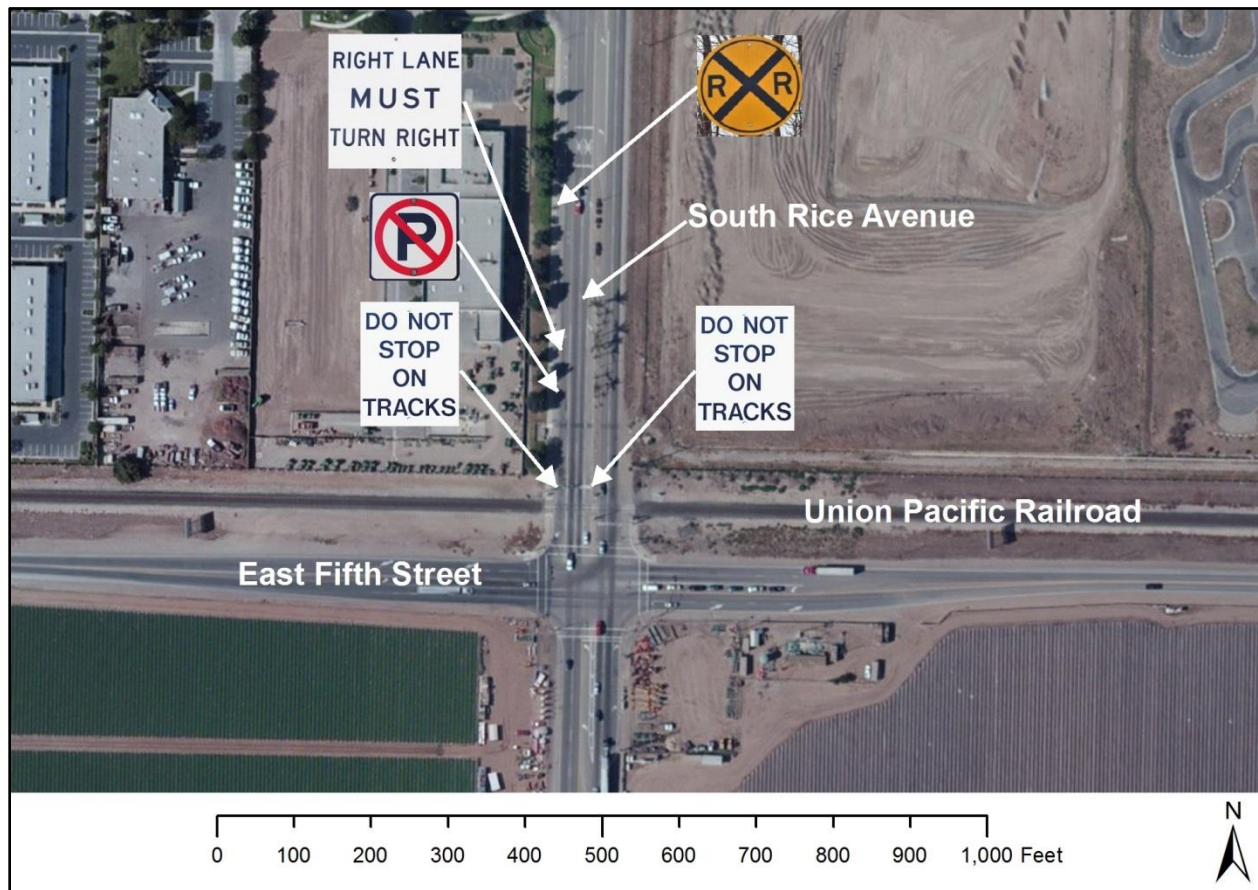 RIGHT LANE
MUST
TURN RIGHT
R R
P
South Rice Avenue
DO NOT
STOP
ON
TRACKS
DO NOT
STOP
ON
TRACKS
Union Pacific Railroad
East Fifth Street
N
0 100 200 300 400 500 600 700 800 900 1,000 Feet